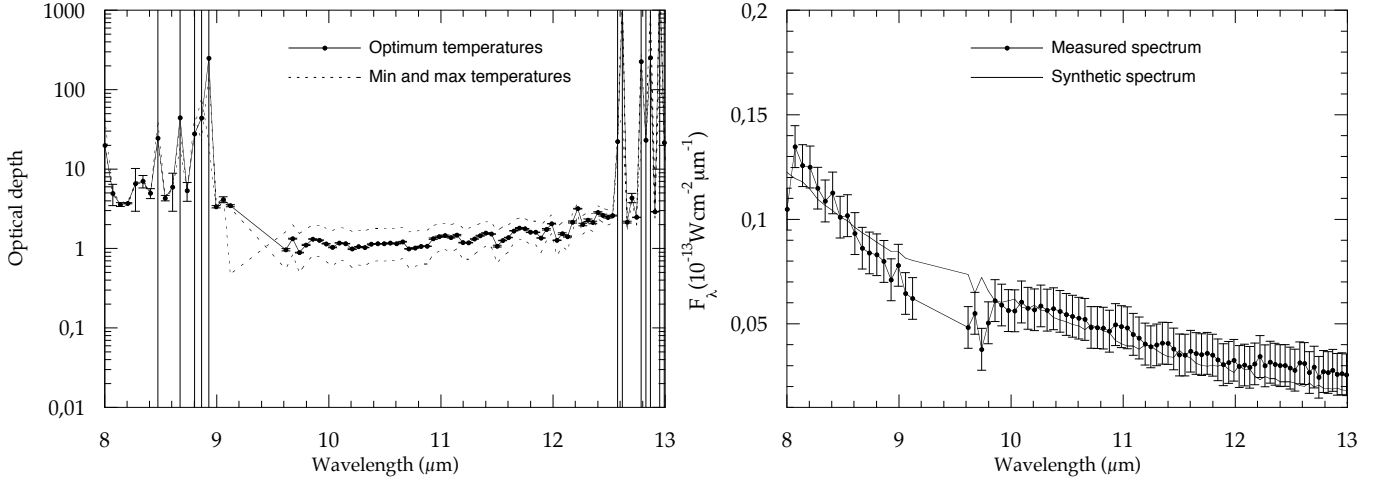 1000
100
10
1
0,1
0,01
Optical depth
Optimum temperatures
Min and max temperatures
8 9 10 11 12 13
Wavelength (µm)
0,2
0,15
0,1
0,05
F_λ (10^-13 Wcm^-2 µm^-1)
Measured spectrum
Synthetic spectrum
8 9 10 11 12 13
Wavelength (µm)